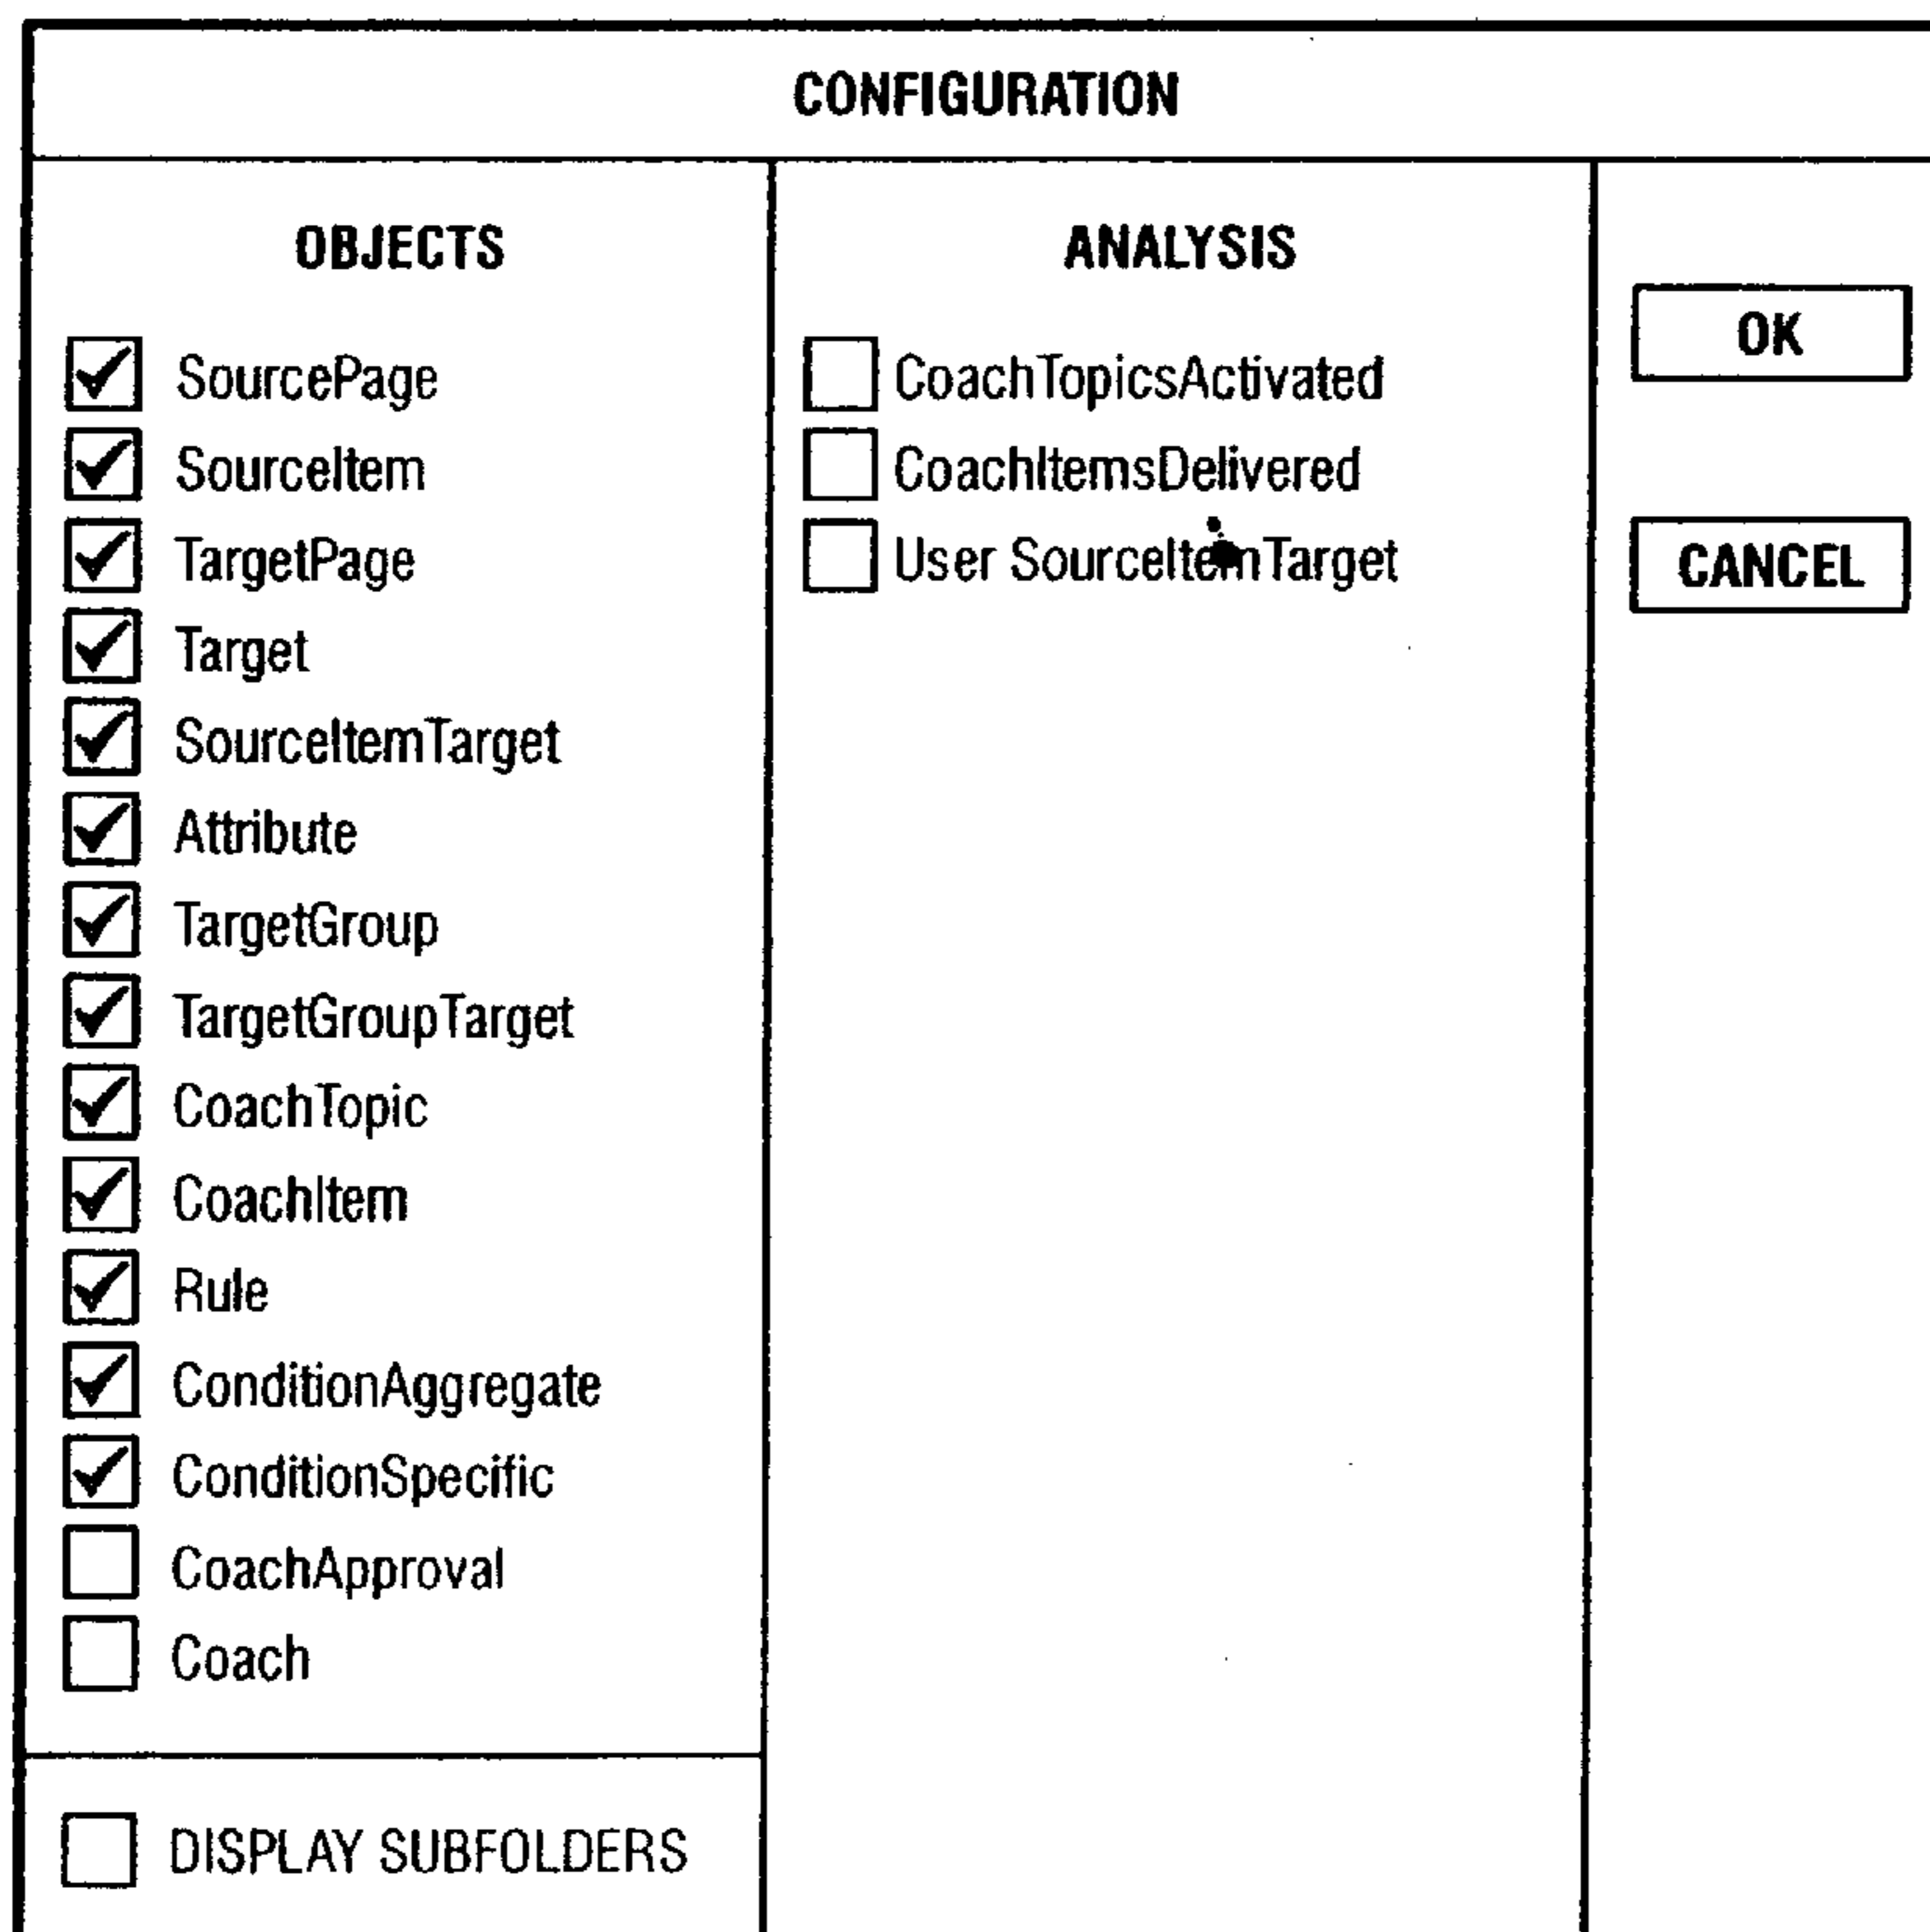 CONFIGURATION
OBJECTS
SourcePage
SourceItem
TargetPage
Target
SourceItemTarget
Attribute
TargetGroup
TargetGroupTarget
CoachTopic
CoachItem
Rule
ConditionAggregate
ConditionSpecific
CoachApproval
Coach
DISPLAY SUBFOLDERS
ANALYSIS
CoachTopicsActivated
CoachItemsDelivered
User SourceItemTarget
OK
CANCEL